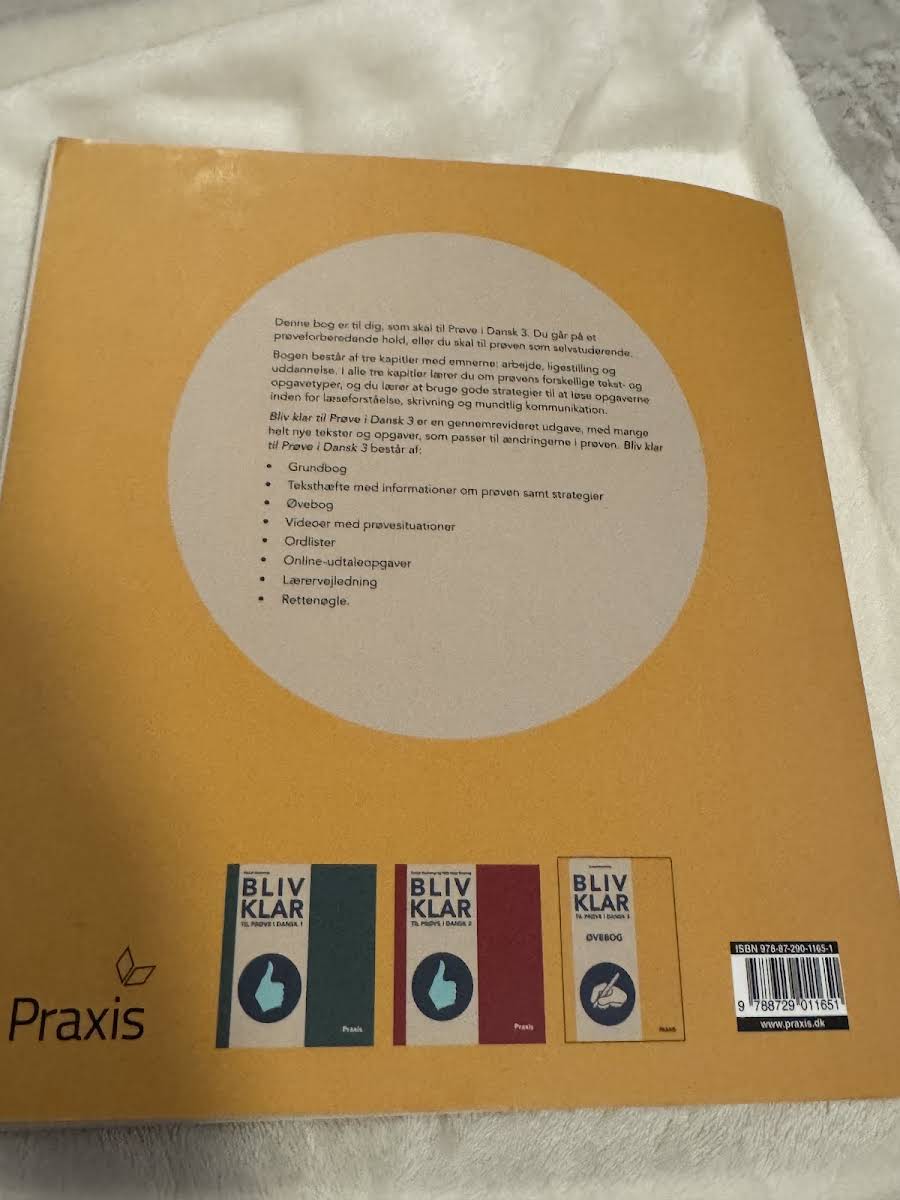 Denne bog er til dig, som skal til Prøve i Dansk 3. Du går på et
prøveforberedende hold, eller du skal til prøven som selvstuderende.
Bogen består af tre kapitler med emnerne: arbejde, ligestilling og
uddannelse. I alle tre kapitler lærer du om prøvens forskellige tekst- og
opgavetyper, og du lærer at bruge gode strategier til at løse opgaverne
inden for læseforståelse, skrivning og mundtlig kommunikation.
Bliv klar til Prøve i Dansk 3 er en gennemrevideret udgave, med mange
helt nye tekster og opgaver, som passer til ændringerne i prøven. Bliv klar
til Prøve i Dansk 3 består af:
• Grundbog
• Teksthæfte med informationer om prøven samt strategier
• Øvebog
• Videoer med prøvesituationer
• Ordlister
• Online-udtaleopgaver
• Lærervejledning
• Rettenøgle.
Praxis
BLIV
KLAR
TIL PRØVE I DANSK 1
Praxis
BLIV
KLAR
TIL PRØVE I DANSK 2
Praxis
BLIV
KLAR
TIL PRØVE I DANSK 3
ØVEBOG
PRAXIS
ISBN 978-87-290-1165-1
9 788729 011651
www.praxis.dk